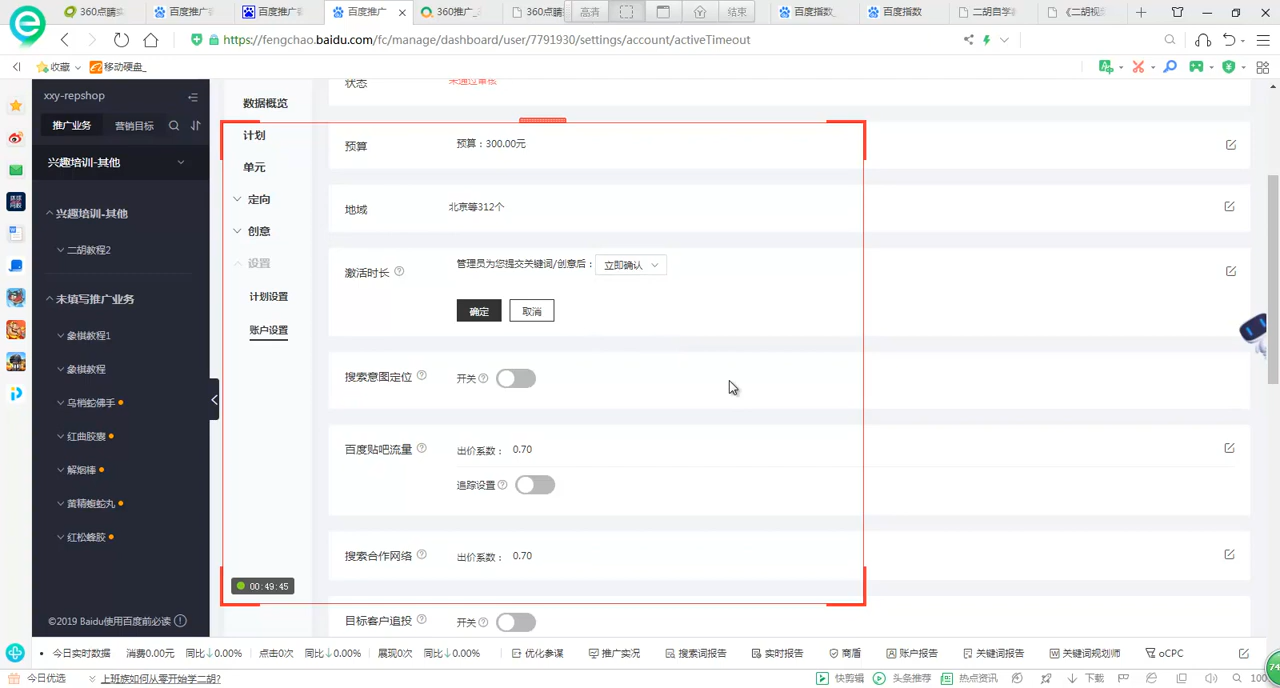 360点睛实
百度推广
百度推广
百度推广
360推广_
360点睛
高清
结束
百度指数_
百度指数
二胡自学
《二胡视
https://fengchao.baidu.com/fc/manage/dashboard/user/7791930/settings/account/activeTimeout
收藏
移动硬盘_
xxy-repshop
推广业务
营销目标
兴趣培训-其他
兴趣培训-其他
二胡教程2
未填写推广业务
象棋教程1
象棋教程
乌梢蛇佛手
红曲胶囊
解烟棒
黄精蝮蛇丸
红松蜂胶
©2019 Baidu使用百度前必读
数据概览
计划
单元
定向
创意
设置
计划设置
账户设置
00:49:45
状态
未通过审核
预算
预算：300.00元
地域
北京等312个
激活时长
管理员为您提交关键词/创意后：
立即确认
确定
取消
搜索意图定位
开关
百度贴吧流量
出价系数：
0.70
追踪设置
搜索合作网络
出价系数：
0.70
目标客户追投
开关
今日实时数据
消费0.00元
同比↓0.00%
点击0次
同比↓0.00%
展现0次
同比↓0.00%
优化参谋
推广实况
搜索词报告
实时报告
商盾
账户报告
关键词报告
关键词规划师
oCPC
今日优选
上班族如何从零开始学二胡?
快剪辑
头条推荐
热点资讯
下载
100
74